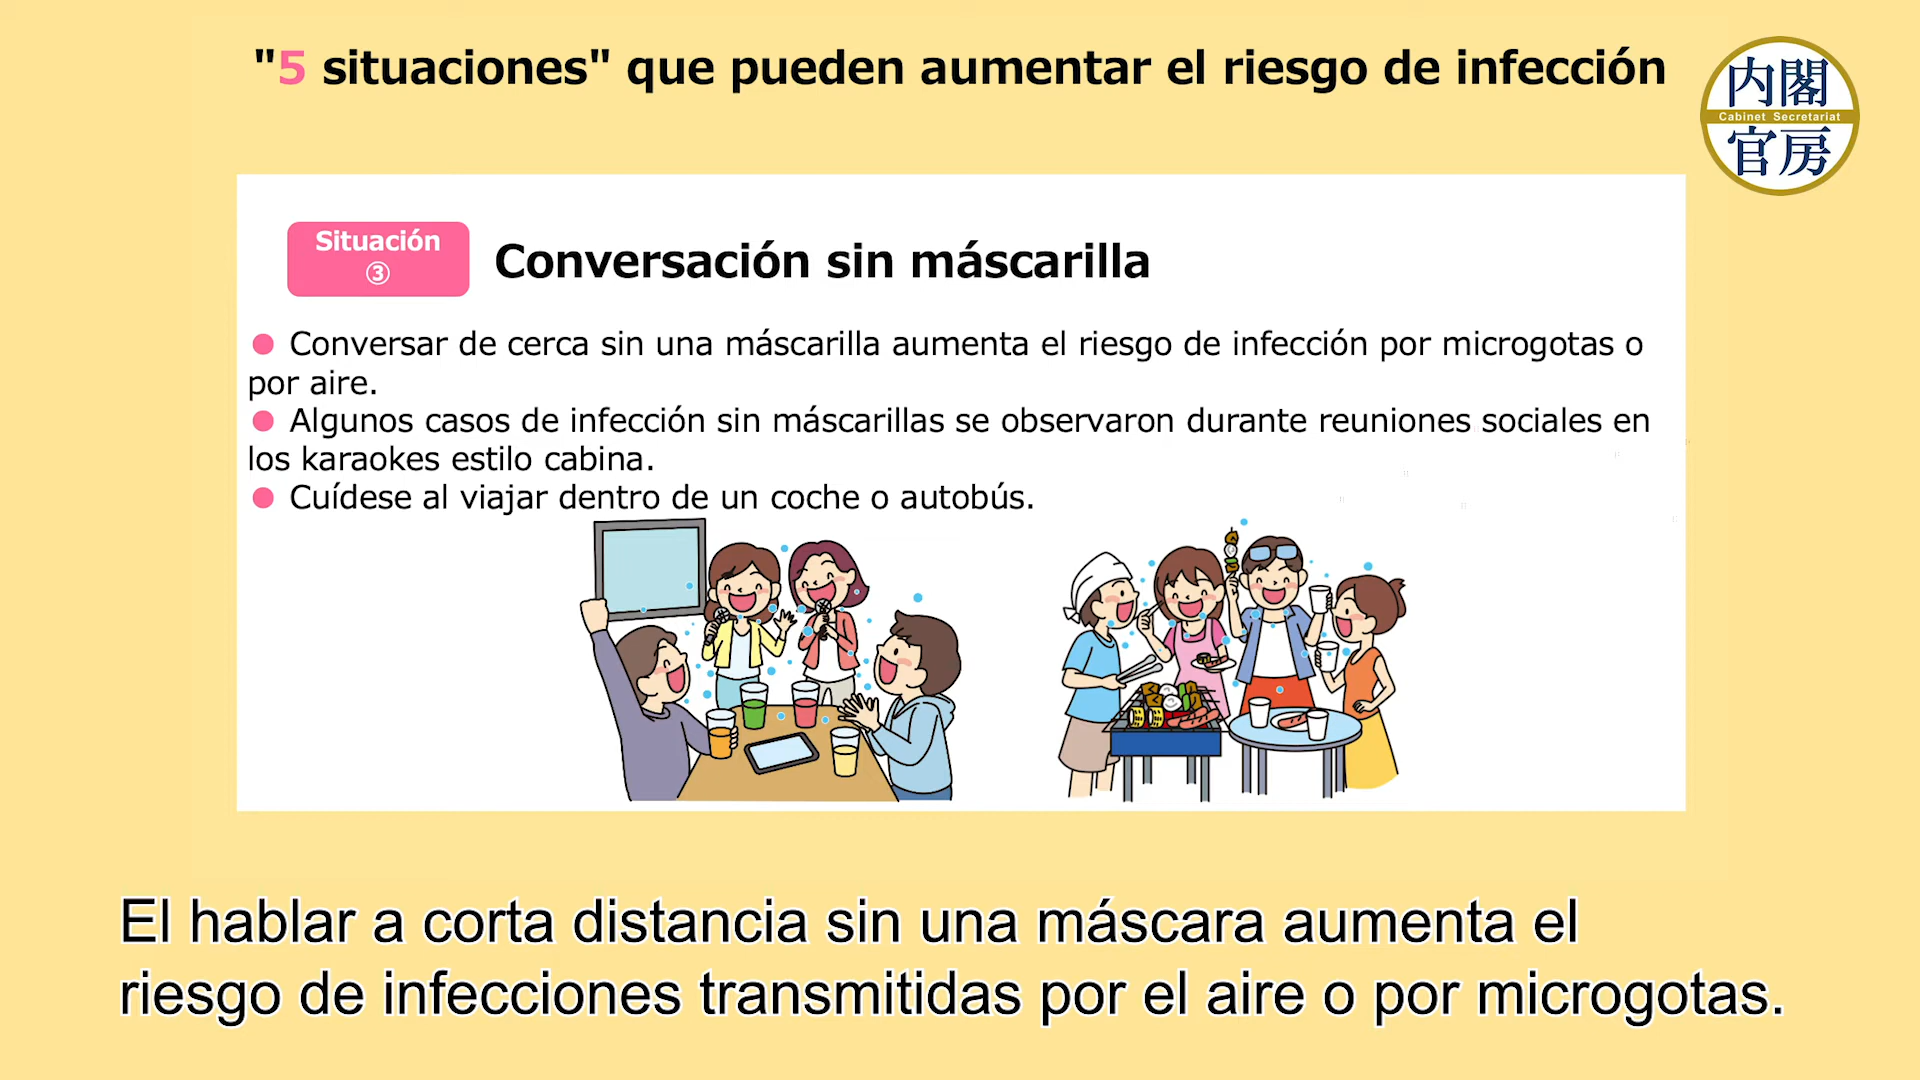 "5 situaciones" que pueden aumentar el riesgo de infección
内閣
Cabinet Secretariat
官房
Situación
③
Conversación sin máscarilla
● Conversar de cerca sin una máscarilla aumenta el riesgo de infección por microgotas o
por aire.
● Algunos casos de infección sin máscarillas se observaron durante reuniones sociales en
los karaokes estilo cabina.
● Cuídese al viajar dentro de un coche o autobús.
El hablar a corta distancia sin una máscara aumenta el
riesgo de infecciones transmitidas por el aire o por microgotas.